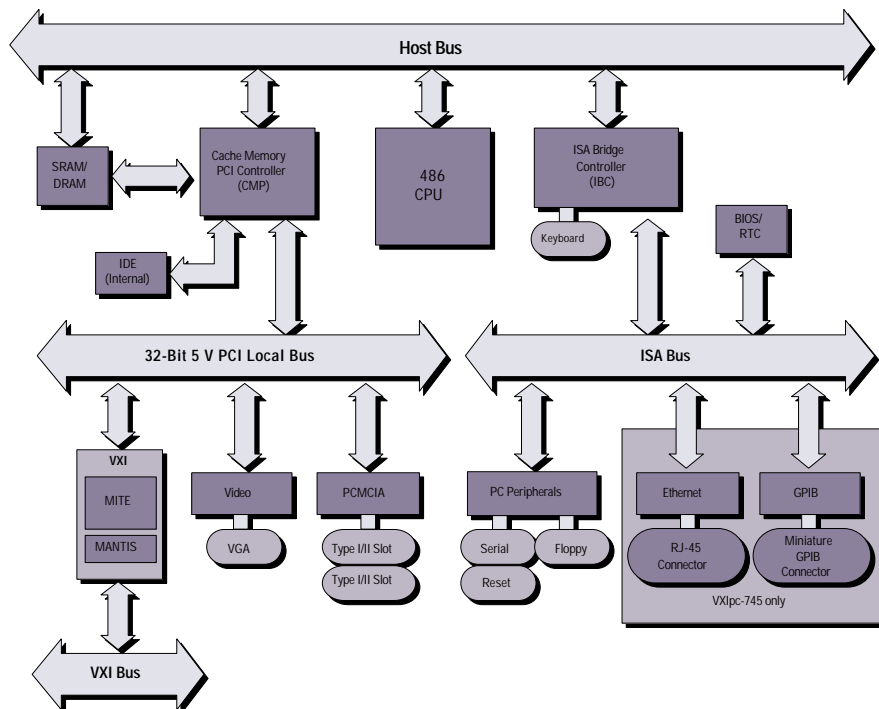 Host Bus
SRAM/
DRAM
Cache Memory
PCI Controller
(CMP)
486
CPU
ISA Bridge
Controller
(IBC)
Keyboard
BIOS/
RTC
IDE
(Internal)
32-Bit 5 V PCI Local Bus
ISA Bus
VXI
MITE
MANTIS
Video
VGA
PCMCIA
Type I/II Slot
Type I/II Slot
PC Peripherals
Serial
Floppy
Reset
Ethernet
RJ-45
Connector
GPIB
Miniature
GPIB
Connector
VXIpc-745 only
VXI Bus